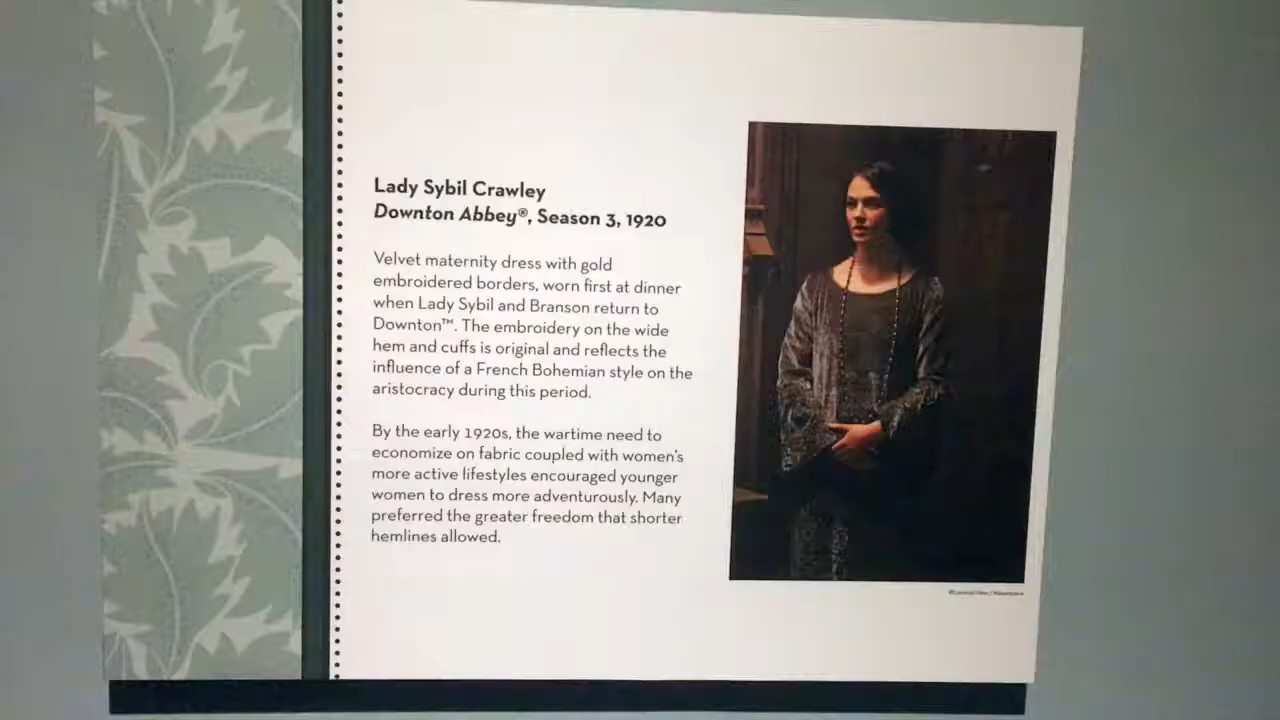 Lady Sybil Crawley
Downton Abbey®, Season 3, 1920
Velvet maternity dress with gold
embroidered borders, worn first at dinner
when Lady Sybil and Branson return to
Downton™. The embroidery on the wide
hem and cuffs is original and reflects the
influence of a French Bohemian style on the
aristocracy during this period.
By the early 1920s, the wartime need to
economize on fabric coupled with women's
more active lifestyles encouraged younger
women to dress more adventurously. Many
preferred the greater freedom that shorter
hemlines allowed.